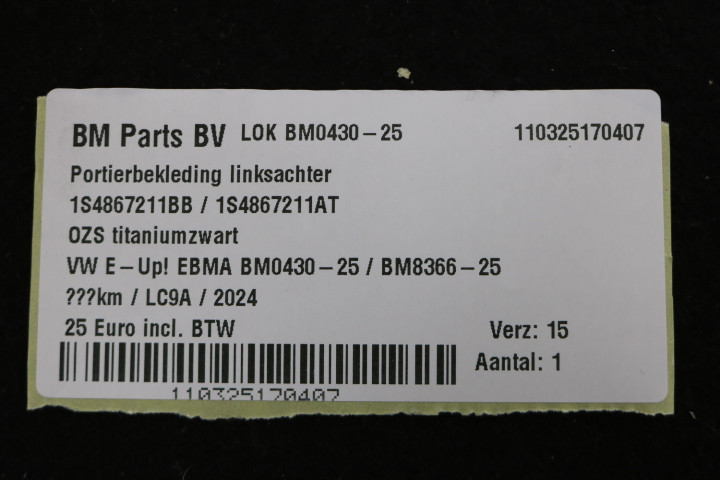 BM Parts BV LOK BM0430-25 110325170407
Portierbekleding linksachter
1S4867211BB / 1S4867211AT
OZS titaniumzwart
VW E-Up! EBMA BM0430-25 / BM8366-25
???km / LC9A / 2024
25 Euro incl. BTW Verz: 15
Aantal: 1
110325170407